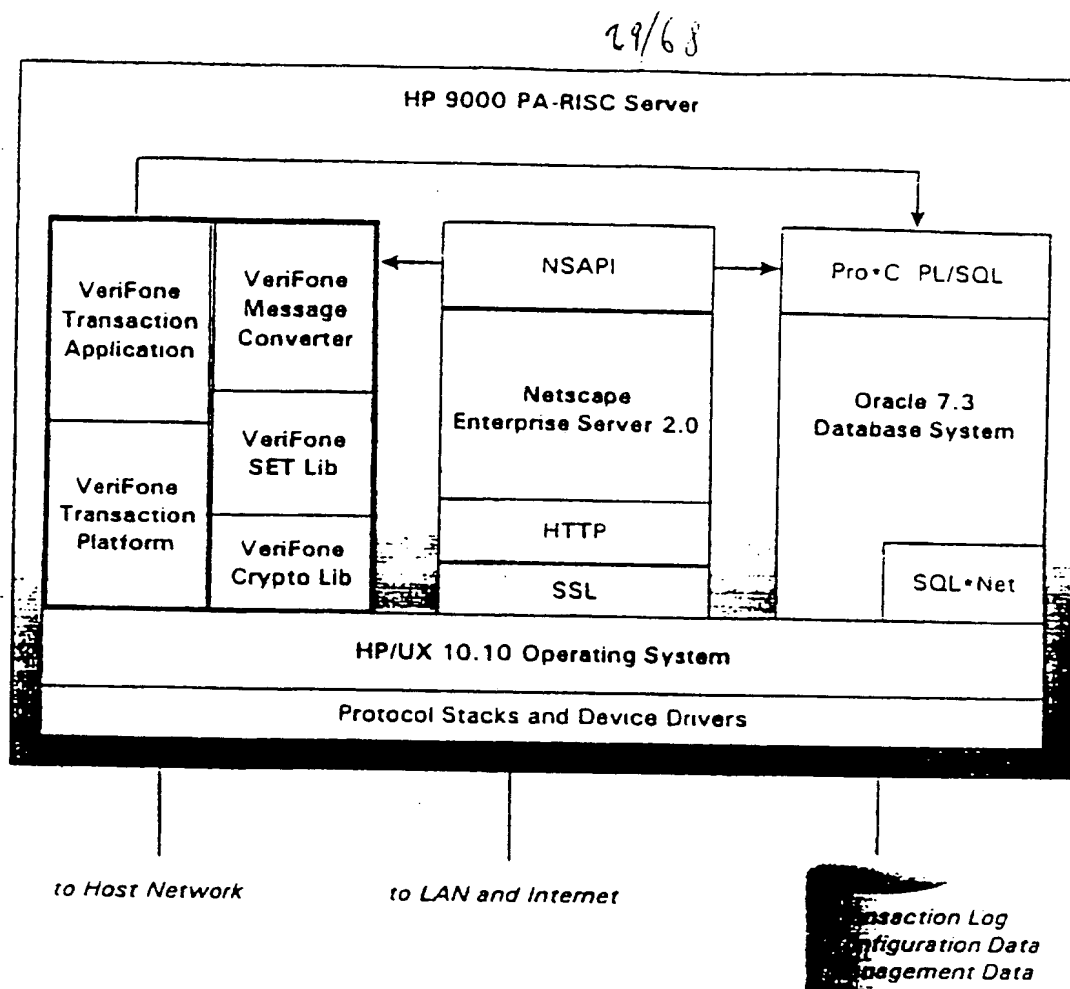 29/68
HP 9000 PA-RISC Server
VeriFone
Transaction
Application
VeriFone
Transaction
Platform
VeriFone
Message
Converter
VeriFone
SET Lib
VeriFone
Crypto Lib
NSAPI
Netscape
Enterprise Server 2.0
HTTP
SSL
Pro*C PL/SQL
Oracle 7.3
Database System
SQL*Net
HP/UX 10.10 Operating System
Protocol Stacks and Device Drivers
to Host Network
to LAN and Internet
Log
Data
Data